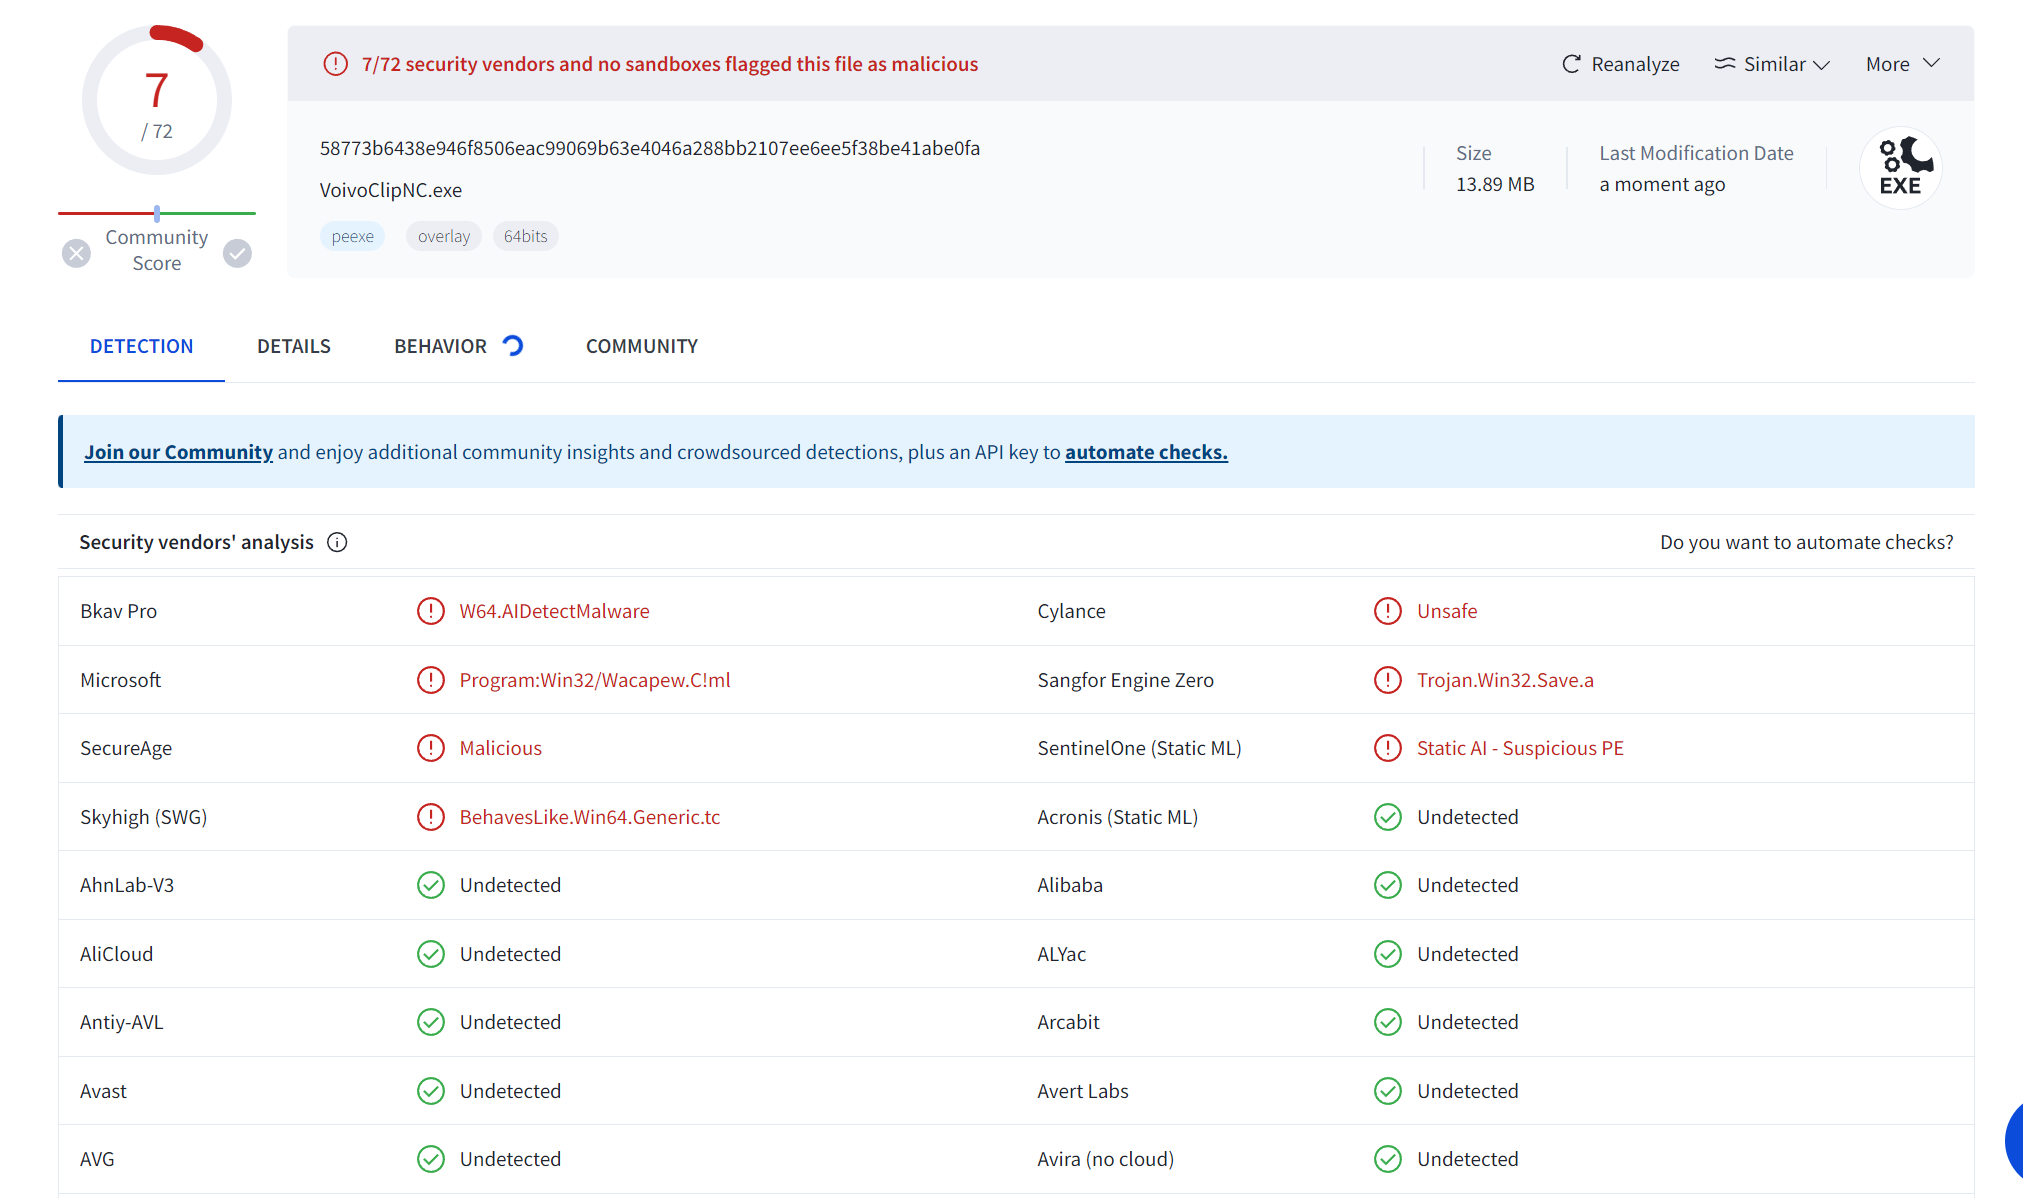 7
/ 72
Community
Score
7/72 security vendors and no sandboxes flagged this file as malicious
Reanalyze
Similar
More
58773b6438e946f8506eac99069b63e4046a288bb2107ee6ee5f38be41abe0fa
VoivoClipNC.exe
peexe
overlay
64bits
Size
13.89 MB
Last Modification Date
a moment ago
EXE
DETECTION
DETAILS
BEHAVIOR
COMMUNITY
Join our Community and enjoy additional community insights and crowdsourced detections, plus an API key to automate checks.
Security vendors' analysis
Do you want to automate checks?
Bkav Pro W64.AIDetectMalware Cylance Unsafe
Microsoft Program:Win32/Wacapew.C!ml Sangfor Engine Zero Trojan.Win32.Save.a
SecureAge Malicious SentinelOne (Static ML) Static AI - Suspicious PE
Skyhigh (SWG) BehavesLike.Win64.Generic.tc Acronis (Static ML) Undetected
AhnLab-V3 Undetected Alibaba Undetected
AliCloud Undetected ALYac Undetected
Antiy-AVL Undetected Arcabit Undetected
Avast Undetected Avert Labs Undetected
AVG Undetected Avira (no cloud) Undetected